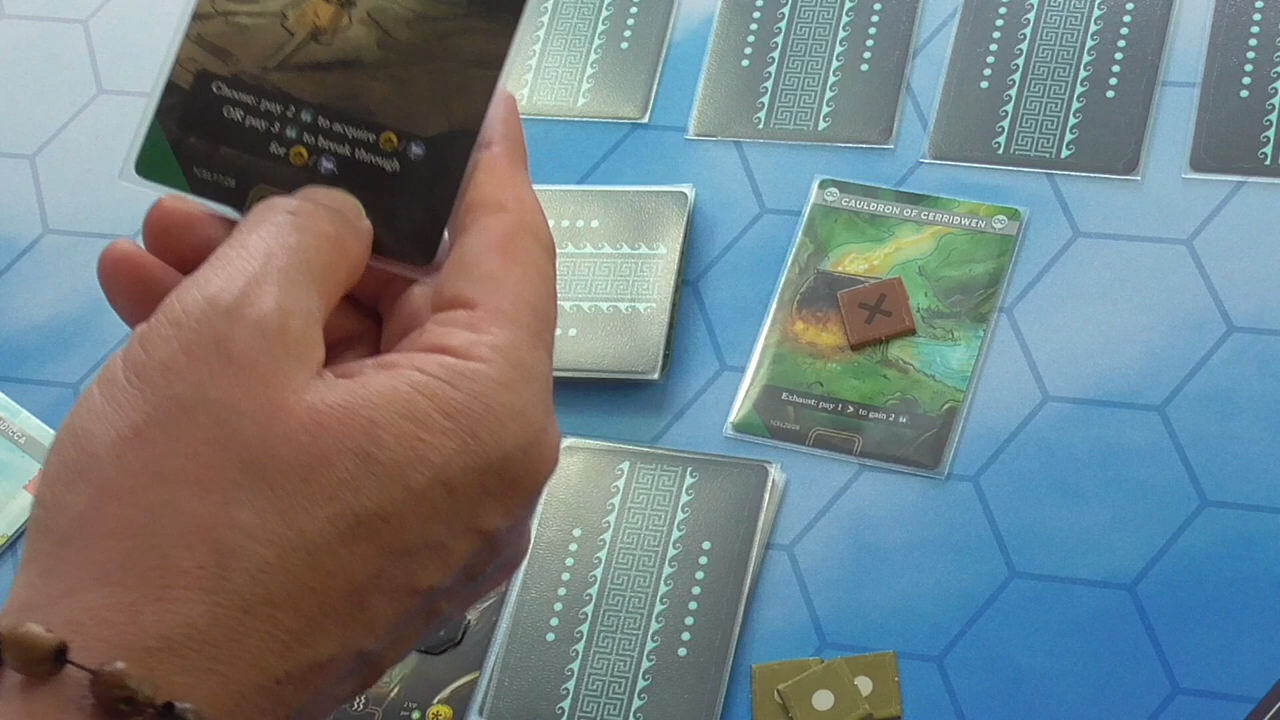 Choose: pay 2 to acquire /
OR pay 3 to break through
for /
CAULDRON OF CERRIDWEN
Exhaust: pay 1 to gain 2 .
DICCA